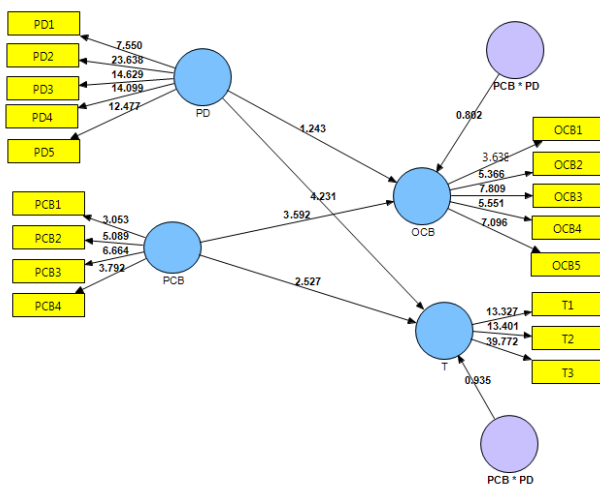 PD1
PD2
PD3
PD4
PD5
7.550
23.638
14.629
14.099
12.477
PD
PCB * PD
0.802
1.243
4.231
OCB1
OCB2
OCB3
OCB4
OCB5
3.638
5.366
7.809
5.551
7.096
OCB
PCB1
PCB2
PCB3
PCB4
3.053
5.089
6.664
3.792
PCB
3.592
2.527
T1
T2
T3
13.327
13.401
39.772
T
0.935
PCB * PD